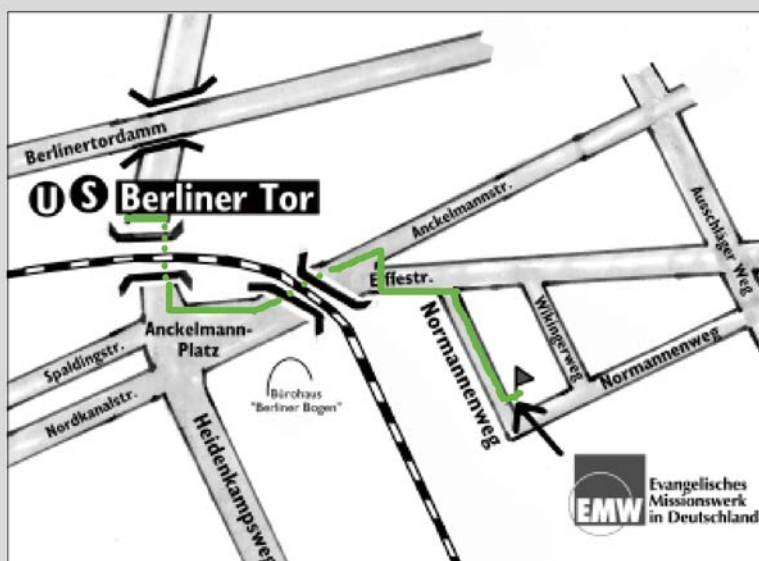 Berlinertordamm
U S Berliner Tor
Anckelmannstr.
Ausschläger Weg
Eiffestr.
Anckelmann-
Platz
Spaldingstr.
Nordkanalstr.
Bürohaus
"Berliner Bogen"
Heidenkampsweg
Normannenweg
Wikingerweg
Normannenweg
EMW
Evangelisches
Missionswerk
in Deutschland